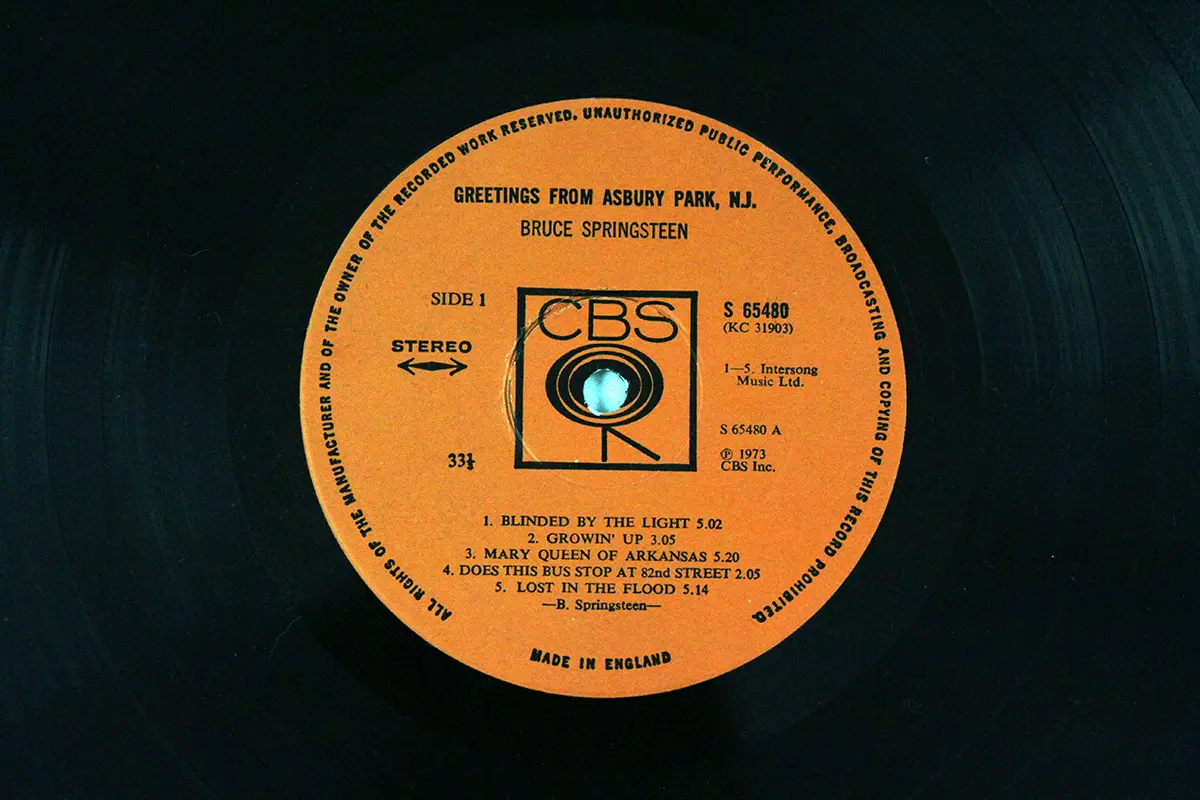 ALL RIGHTS OF THE MANUFACTURER AND OF THE OWNER OF THE RECORDED WORK RESERVED. UNAUTHORIZED PUBLIC PERFORMANCE, BROADCASTING AND COPYING OF THIS RECORD PROHIBITED.
GREETINGS FROM ASBURY PARK, N.J.
BRUCE SPRINGSTEEN
SIDE 1
STEREO
33⅓
CBS
S 65480
(KC 31903)
1—5. Intersong
Music Ltd.
S 65480 A
Ⓟ 1973
CBS Inc.
1. BLINDED BY THE LIGHT 5.02
2. GROWIN' UP 3.05
3. MARY QUEEN OF ARKANSAS 5.20
4. DOES THIS BUS STOP AT 82nd STREET 2.05
5. LOST IN THE FLOOD 5.14
—B. Springsteen—
MADE IN ENGLAND